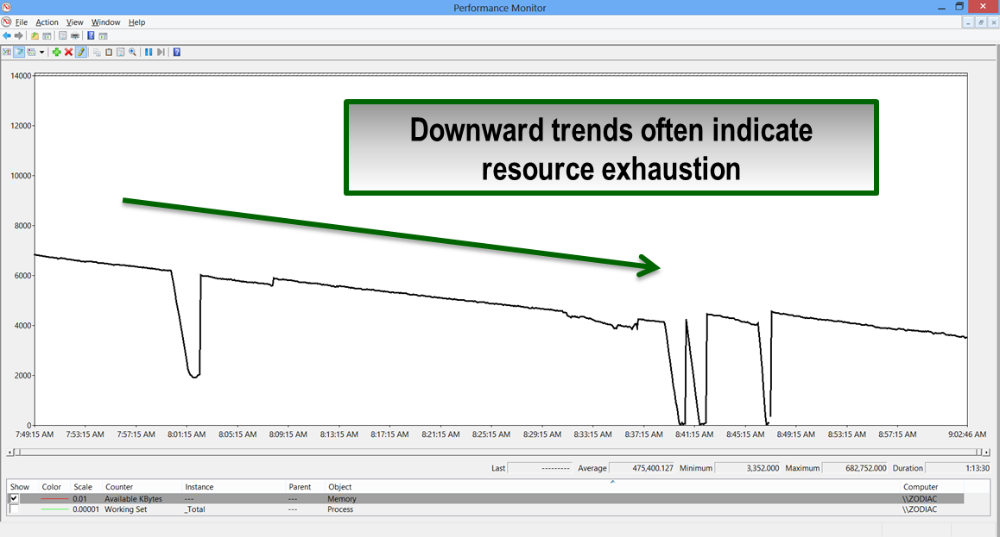 Performance Monitor
File Action View Window Help
14000
Downward trends often indicate
resource exhaustion
12000
10000
8000
6000
4000
2000
0
7:49:15 AM 7:53:15 AM 7:57:15 AM 8:01:15 AM 8:05:15 AM 8:09:15 AM 8:13:15 AM 8:17:15 AM 8:21:15 AM 8:25:15 AM 8:29:15 AM 8:33:15 AM 8:37:15 AM 8:41:15 AM 8:45:15 AM 8:49:15 AM 8:53:15 AM 8:57:15 AM 9:02:46 AM
Last --------- Average 475,400.127 Minimum 3,352.000 Maximum 682,752.000 Duration 1:13:30
Show Color Scale Counter Instance Parent Object Computer
0.01 Available KBytes --- --- Memory \\ZODIAC
0.00001 Working Set _Total --- Process \\ZODIAC